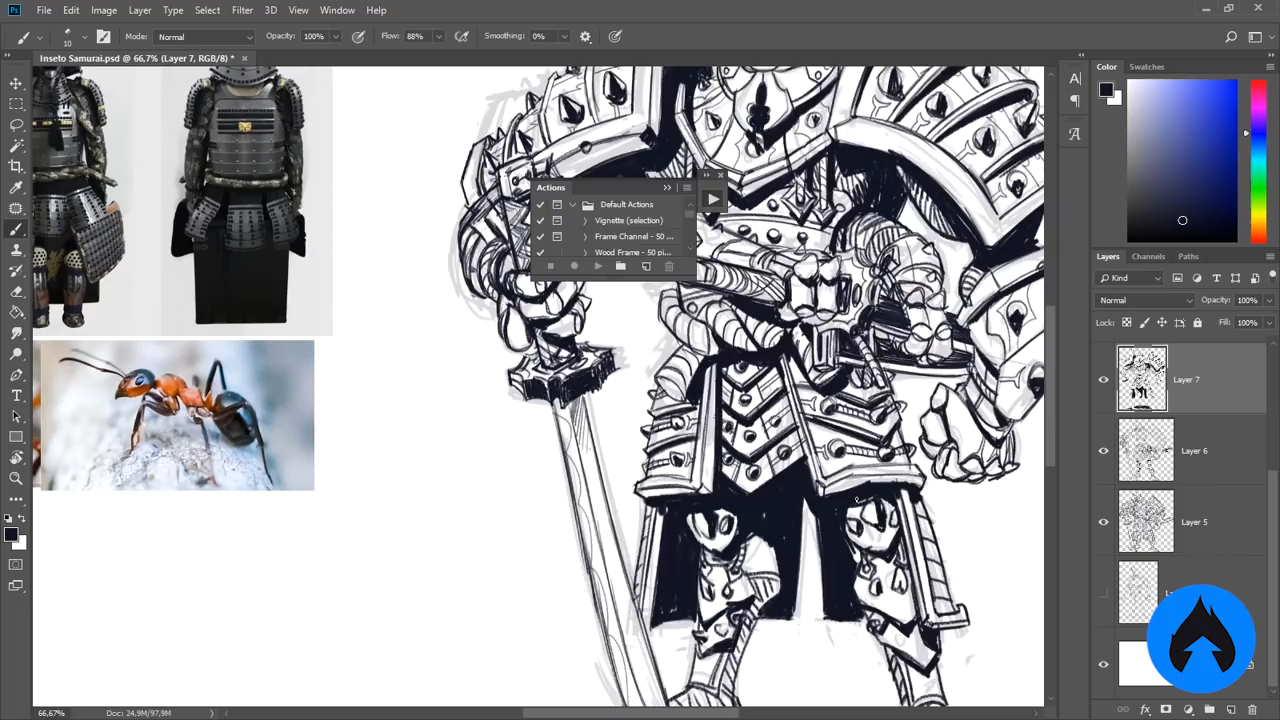 Ps File Edit Image Layer Type Select Filter 3D View Window Help
10 Mode: Normal Opacity: 100% Flow: 88% Smoothing: 0%
Inseto Samurai.psd @ 66,7% (Layer 7, RGB/8) * ×
Color Swatches
Actions
Default Actions
Vignette (selection)
Frame Channel - 50 ...
Wood Frame - 50 pi...
Layers Channels Paths
Kind
Normal Opacity: 100%
Lock: Fill: 100%
Layer 7
Layer 6
Layer 5
66,67% Doc: 24,9M/97,9M